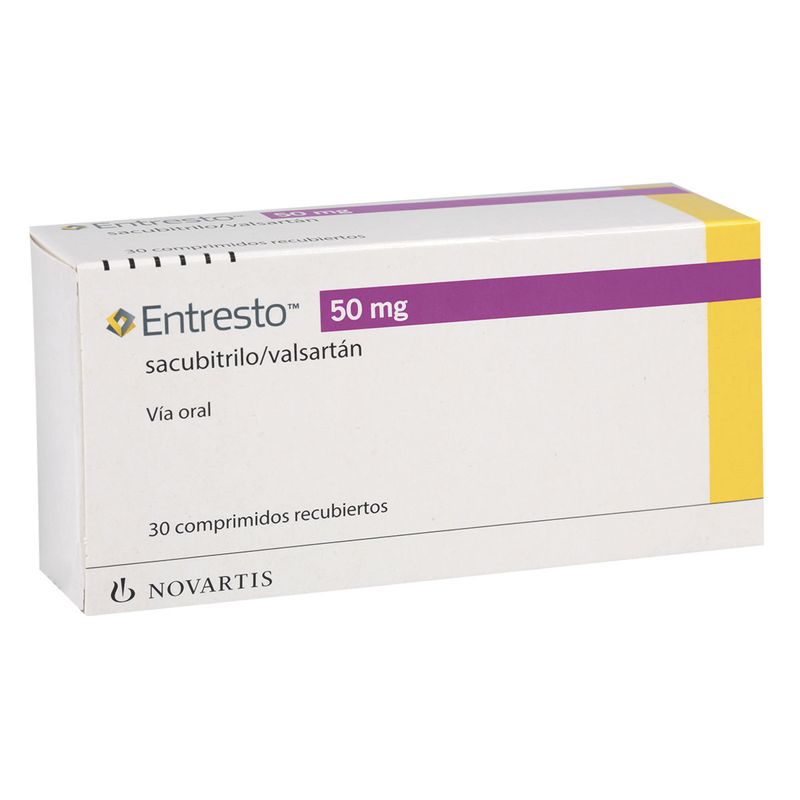 Entresto™ 50 mg
sacubitrilo/valsartán
30 comprimidos recubiertos
Entresto™ 50 mg
sacubitrilo/valsartán
Vía oral
30 comprimidos recubiertos
NOVARTIS